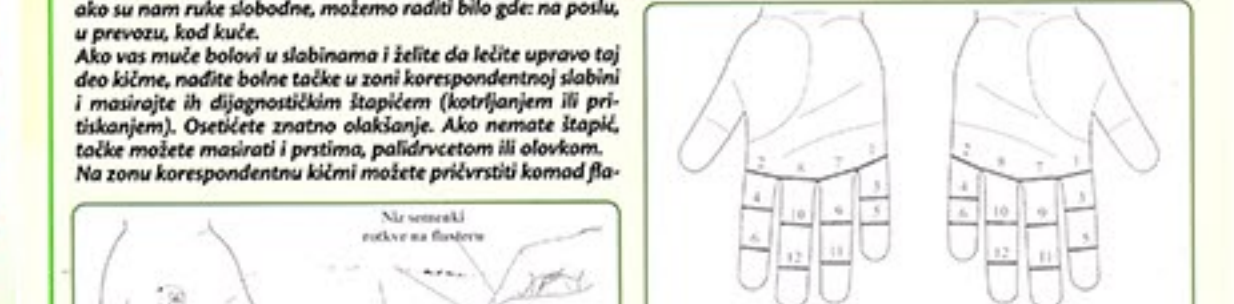 ako su nam ruke slobodne, možemo raditi bilo gde: na poslu,
u prevozu, kod kuće.
Ako vas muče bolovi u slabinama i želite da lečite upravo taj
deo kičme, nađite bolne tačke u zoni korespondentnoj slabini
i masirajte ih dijagnostičkim štapićem (kotrljanjem ili pri-
tiskanjem). Osetićete znatno olakšanje. Ako nemate štapić,
tačke možete masirati i prstima, palidrvcetom ili olovkom.
Na zonu korespondentnu kičmi možete pričvrstiti komad fla-
Niz semenki
rotkve na flasteru
2 8 7 1
4 10 9 3
6 12 11 5
2 8 7 1
4 10 9 3
6 12 11 5